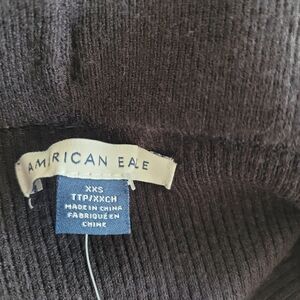 AMERICAN EAGLE
XXS
TTP/XXCH
MADE IN CHINA
FABRIQUÉ EN
CHINE